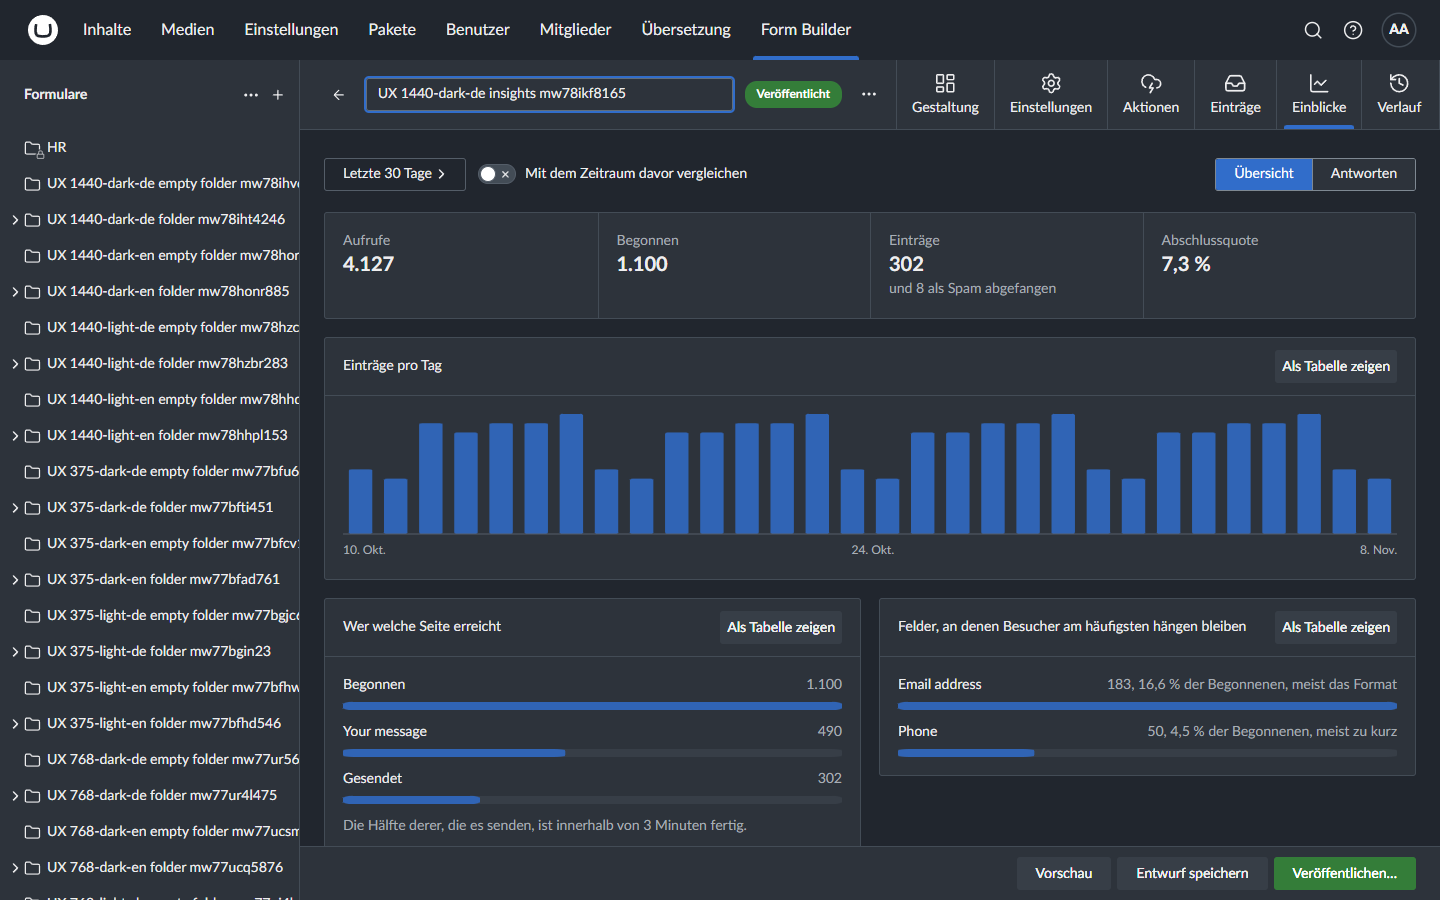 Inhalte
Medien
Einstellungen
Pakete
Benutzer
Mitglieder
Übersetzung
Form Builder
AA
Formulare
UX 1440-dark-de insights mw78ikf8165
Veröffentlicht
Gestaltung
Einstellungen
Aktionen
Einträge
Einblicke
Verlauf
HR
UX 1440-dark-de empty folder mw78ihv
UX 1440-dark-de folder mw78iht4246
UX 1440-dark-en empty folder mw78hor
UX 1440-dark-en folder mw78honr885
UX 1440-light-de empty folder mw78hzc
UX 1440-light-de folder mw78hzbr283
UX 1440-light-en empty folder mw78hh
UX 1440-light-en folder mw78hhpl153
UX 375-dark-de empty folder mw77bfu6
UX 375-dark-de folder mw77bfti451
UX 375-dark-en empty folder mw77bfcv
UX 375-dark-en folder mw77bfad761
UX 375-light-de empty folder mw77bgjc
UX 375-light-de folder mw77bgin23
UX 375-light-en empty folder mw77bfhw
UX 375-light-en folder mw77bfhd546
UX 768-dark-de empty folder mw77ur56
UX 768-dark-de folder mw77ur4l475
UX 768-dark-en empty folder mw77ucsm
UX 768-dark-en folder mw77ucq5876
Letzte 30 Tage
Mit dem Zeitraum davor vergleichen
Übersicht
Antworten
Aufrufe
4.127
Begonnen
1.100
Einträge
302
und 8 als Spam abgefangen
Abschlussquote
7,3 %
Einträge pro Tag
Als Tabelle zeigen
10. Okt.
24. Okt.
8. Nov.
Wer welche Seite erreicht
Als Tabelle zeigen
Begonnen 1.100
Your message 490
Gesendet 302
Die Hälfte derer, die es senden, ist innerhalb von 3 Minuten fertig.
Felder, an denen Besucher am häufigsten hängen bleiben
Als Tabelle zeigen
Email address 183, 16,6 % der Begonnenen, meist das Format
Phone 50, 4,5 % der Begonnenen, meist zu kurz
Vorschau
Entwurf speichern
Veröffentlichen...